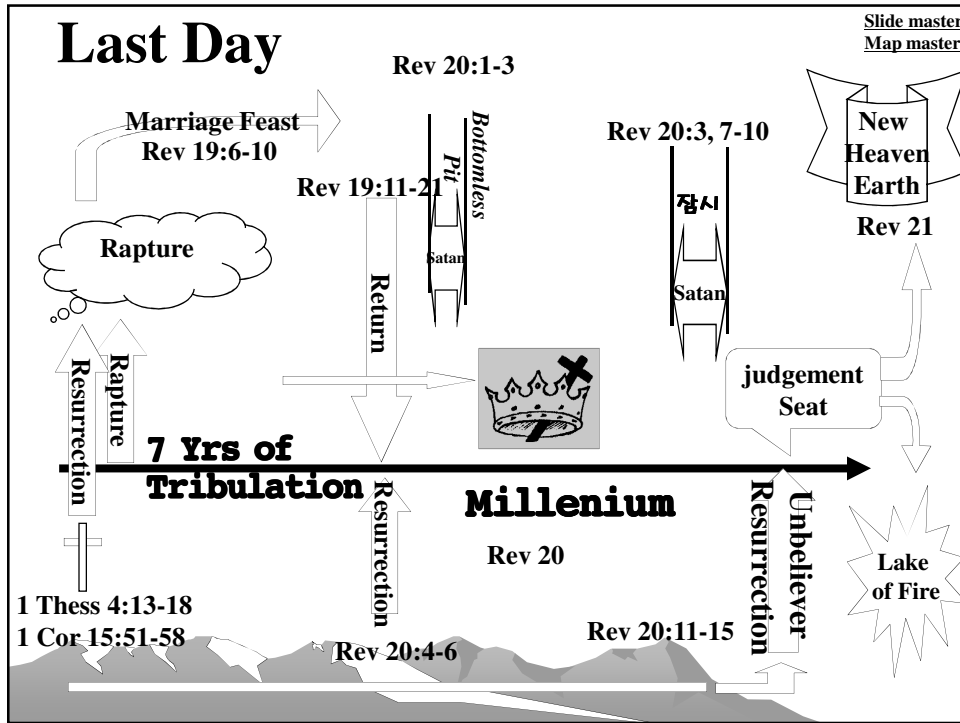 Last Day
Slide master
Map master
Rev 20:1-3
Marriage Feast
Rev 19:6-10
Bottomless
Pit
Rev 20:3, 7-10
New
Heaven
Earth
Rev 19:11-21
잠시
Rev 21
Rapture
Satan
Satan
Return
Resurrection
Rapture
judgement
Seat
7 Yrs of
Tribulation
Millenium
Resurrection
Unbeliever
Resurrection
Rev 20
Lake
of Fire
1 Thess 4:13-18
1 Cor 15:51-58
Rev 20:4-6
Rev 20:11-15